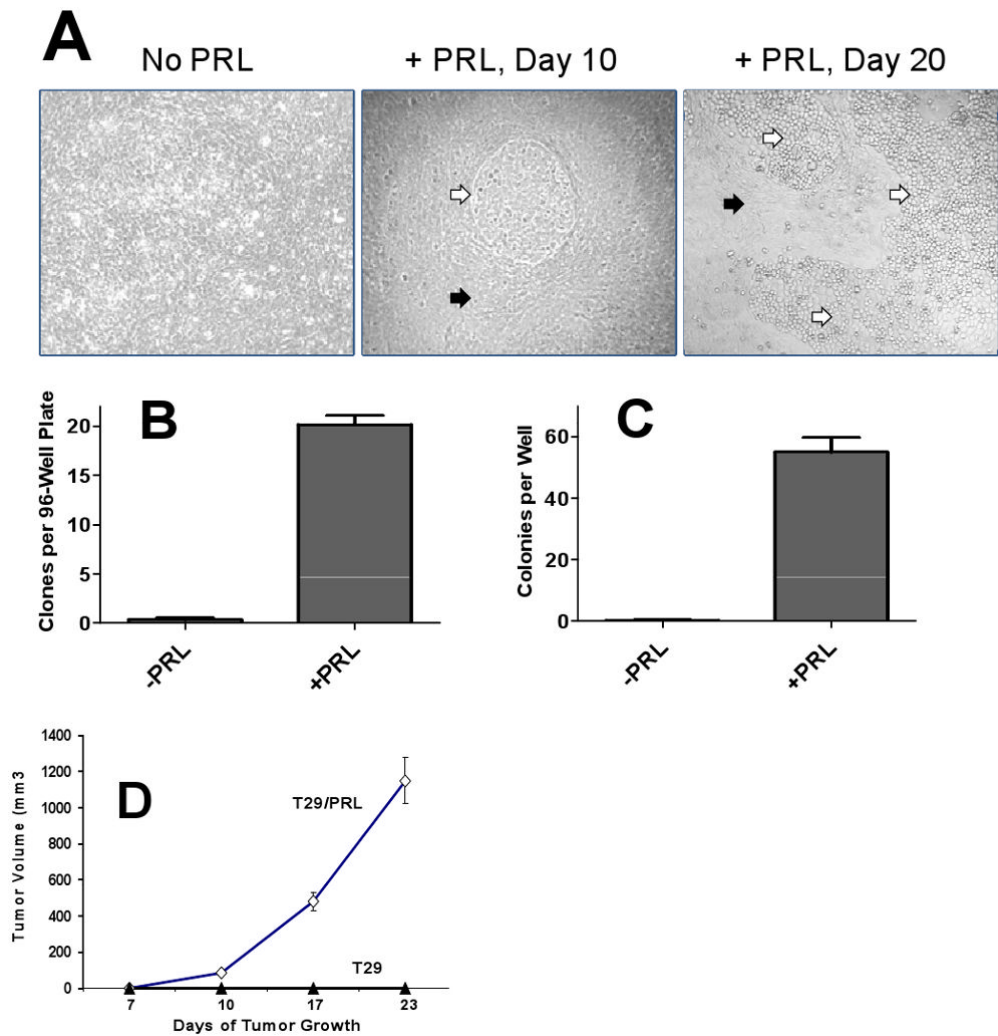 A
No PRL
+ PRL, Day 10
+ PRL, Day 20
B
Clones per 96-Well Plate
20
15
10
5
0
-PRL
+PRL
C
Colonies per Well
60
40
20
0
-PRL
+PRL
D
Tumor Volume (mm3
1400
1200
1000
800
600
400
200
0
T29/PRL
T29
7
10
17
23
Days of Tumor Growth